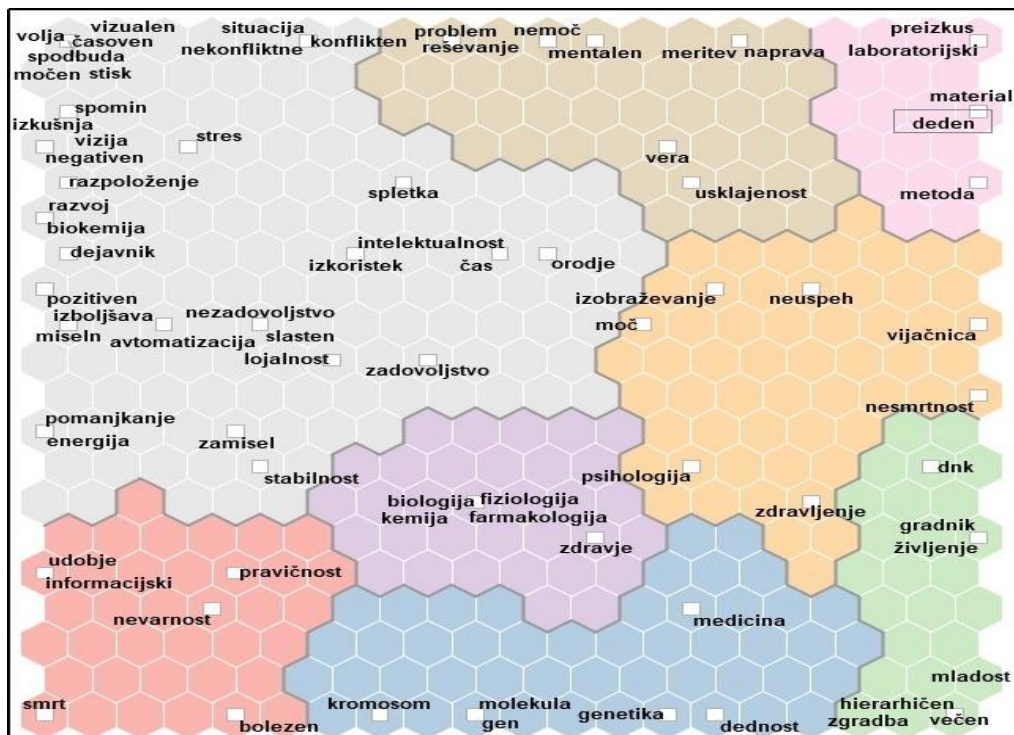 vizualen
volja
časoven
spodbuda
močen stisk
situacija
nekonfliktne
konflikten
problem
reševanje
nemoč
mentalen
meritev
naprava
preizkus
laboratorijski
material
deden
spomin
izkušnja
vizija
negativen
stres
razpoloženje
spletka
vera
usklajenost
metoda
razvoj
biokemija
dejavnik
intelektualnost
izkoristek
čas
orodje
pozitiven
izboljšava
miseln
avtomatizacija
nezadovoljstvo
slasten
lojalnost
zadovoljstvo
izobraževanje
moč
neuspeh
vijačnica
nesmrtnost
pomanjkanje
energija
zamisel
stabilnost
psihologija
dnk
biologija
fiziologija
kemija
farmakologija
zdravje
zdravljenje
gradnik
življenje
udobje
informacijski
pravičnost
nevarnost
medicina
mladost
smrt
bolezen
kromosom
molekula
gen
genetika
dednost
hierarhičen
zgradba
večen